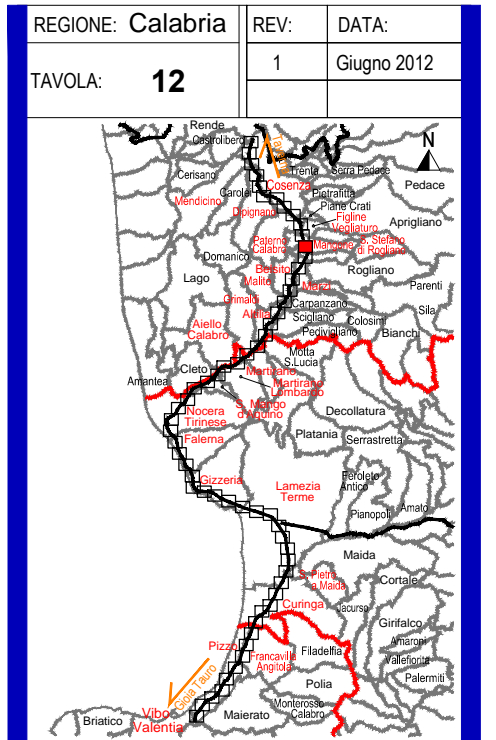 REGIONE: Calabria
REV:
DATA:
1
Giugno 2012
TAVOLA: 12
Rende
Castrolibero
Taranto
N
Trenta
Serra Pedace
Cerisano
Cosenza
Pedace
Carolei
Pietrafitta
Mendicino
Piane Crati
Dipignano
Figline
Vegliaturo
Aprigliano
Paterno
Calabro
Mangone
S. Stefano
di Rogliano
Domanico
Belsito
Rogliano
Lago
Malito
Marzi
Parenti
Grimaldi
Carpanzano
Sila
Altilia
Scigliano
Colosimi
Aiello
Calabro
Pedivigliano
Bianchi
Motta
S.Lucia
Cleto
Martirano
Amantea
Martirano
Lombardo
S. Mango
d'Aquino
Nocera
Tirinese
Decollatura
Falerna
Platania
Serrastretta
Gizzeria
Lamezia
Terme
Feroleto
Antico
Pianopoli
Amato
Maida
S. Pietro
a Maida
Cortale
Curinga
Jacurso
Girifalco
Pizzo
Amaroni
Francavilla
Angitola
Filadelfia
Vallefiorita
Gioia Tauro
Polia
Palermiti
Vibo
Valentia
Monterosso
Calabro
Briatico
Maierato